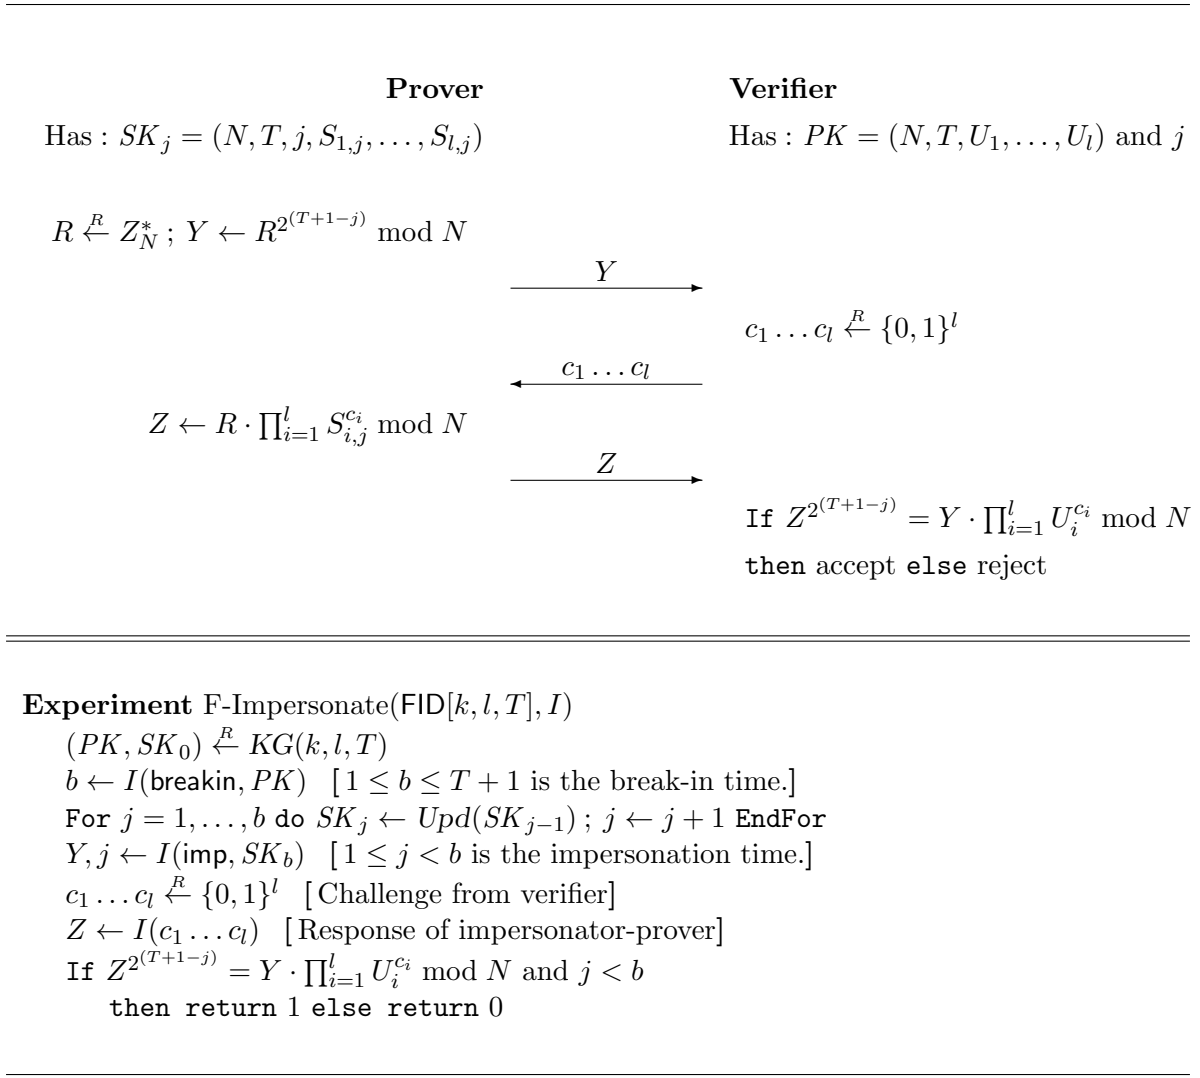 Prover Verifier
Has : SK_j = (N, T, j, S_{1,j}, . . . , S_{l,j}) Has : PK = (N, T, U_1, . . . , U_l) and j
R ←^R Z_N^* ; Y ← R^{2^{(T+1−j)}} mod N
Y
c_1 . . . c_l ←^R {0, 1}^l
c_1 . . . c_l
Z ← R · ∏_{i=1}^l S_{i,j}^{c_i} mod N
Z
If Z^{2^{(T+1−j)}} = Y · ∏_{i=1}^l U_i^{c_i} mod N
then accept else reject
Experiment F-Impersonate(FID[k, l, T], I)
(PK, SK_0) ←^R KG(k, l, T)
b ← I(breakin, PK) [ 1 ≤ b ≤ T + 1 is the break-in time.]
For j = 1, . . . , b do SK_j ← Upd(SK_{j−1}) ; j ← j + 1 EndFor
Y, j ← I(imp, SK_b) [ 1 ≤ j < b is the impersonation time.]
c_1 . . . c_l ←^R {0, 1}^l [ Challenge from verifier]
Z ← I(c_1 . . . c_l) [ Response of impersonator-prover]
If Z^{2^{(T+1−j)}} = Y · ∏_{i=1}^l U_i^{c_i} mod N and j < b
then return 1 else return 0